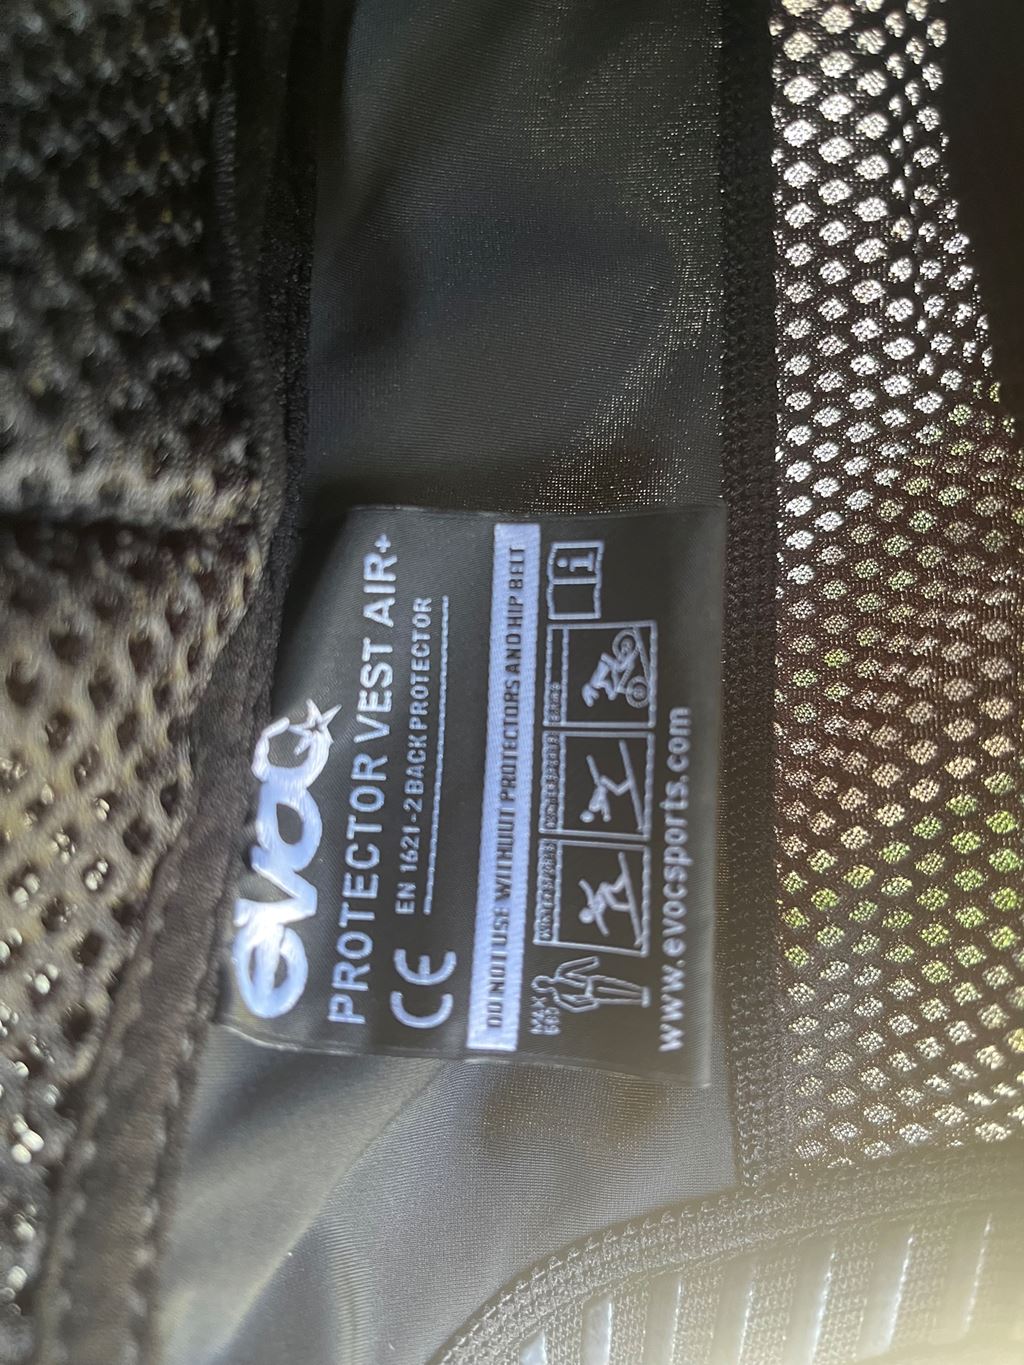 evoc
PROTECTOR VEST AIR+
CE EN 1621-2 BACK PROTECTOR
DO NOT USE WITHOUT PROTECTORS AND HIP BELT
www.evocsports.com